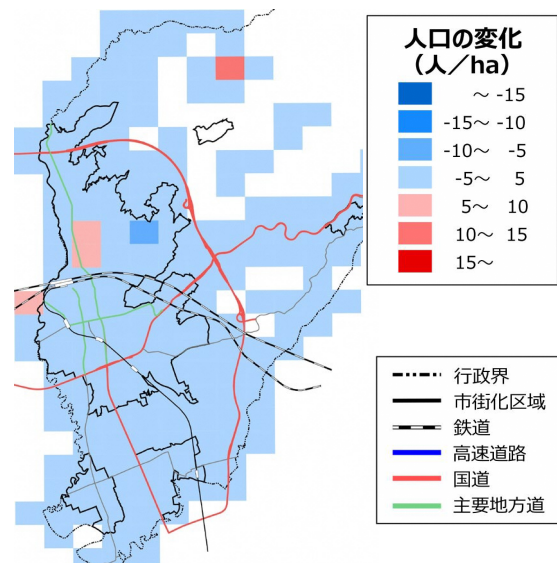 人口の変化
(人/ha)
~ -15
-15~ -10
-10~ -5
-5~ 5
5~ 10
10~ 15
15~
行政界
市街化区域
鉄道
高速道路
国道
主要地方道